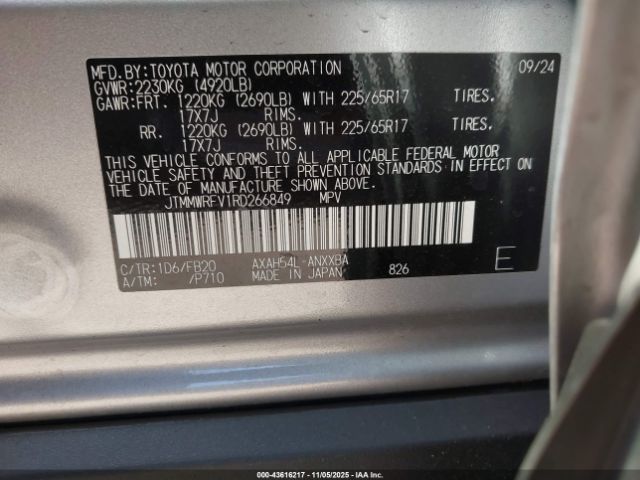 MFD.BY:TOYOTA MOTOR CORPORATION 09/24
GVWR:2230KG (4920LB)
GAWR:FRT. 1220KG (2690LB) WITH 225/65R17 TIRES.
17X7J RIMS.
RR. 1220KG (2690LB) WITH 225/65R17 TIRES.
17X7J RIMS.
THIS VEHICLE CONFORMS TO ALL APPLICABLE FEDERAL MOTOR
VEHICLE SAFETY AND THEFT PREVENTION STANDARDS IN EFFECT ON
THE DATE OF MANUFACTURE SHOWN ABOVE.
JTMMWRFV1RD266849 MPV
C/TR:1D6/FB20 AXAH54L-ANXXBA
A/TM: /P710 MADE IN JAPAN 826 E
000-43616217 - 11/05/2025 - IAAI.CA